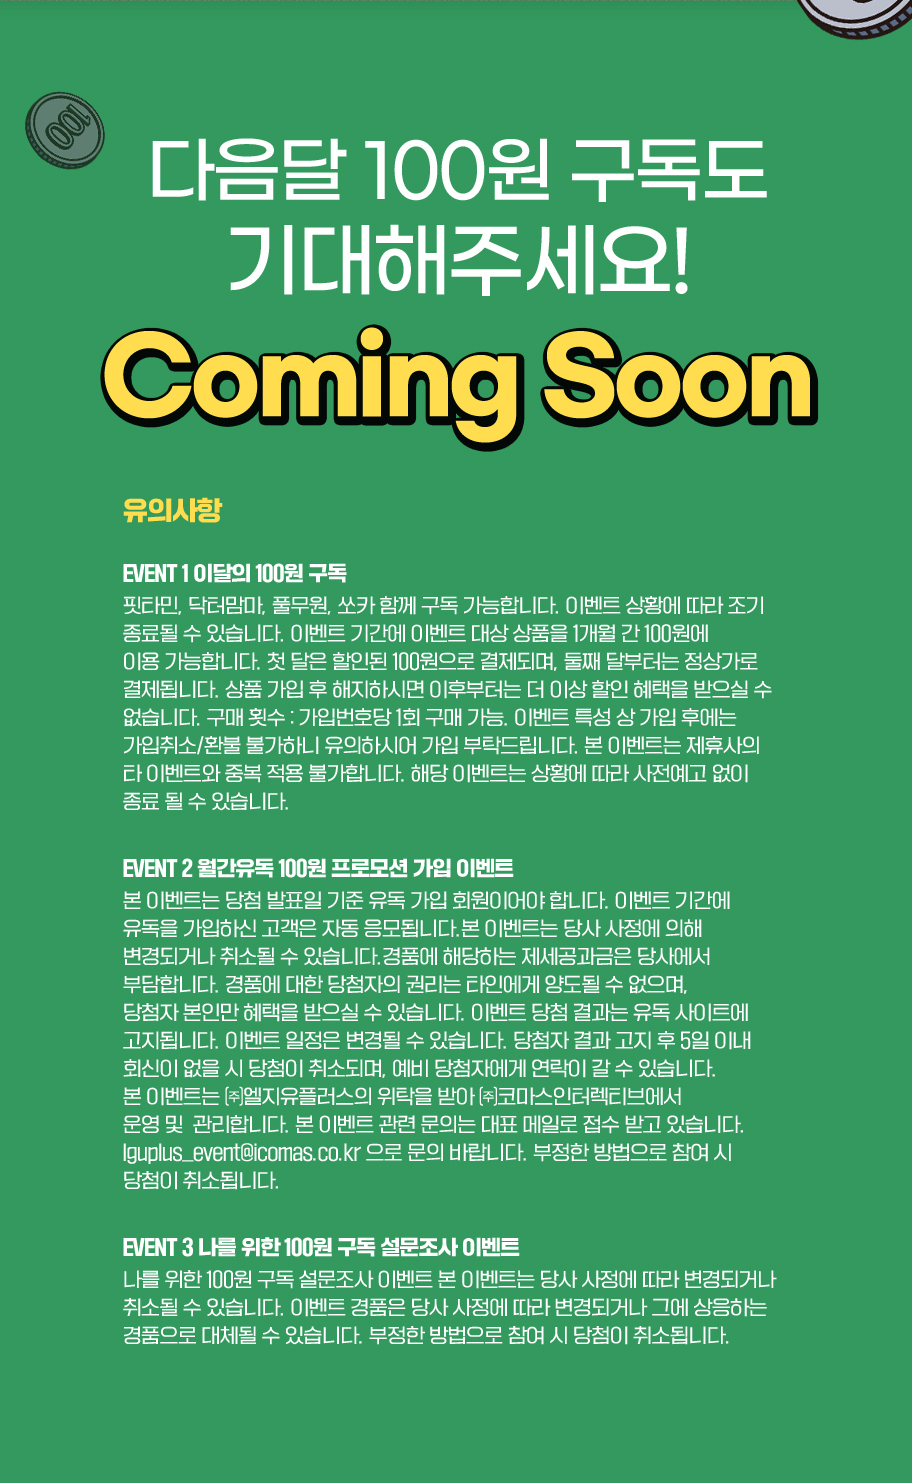 100
다음달 100원 구독도
기대해주세요!
Coming Soon
유의사항
EVENT 1 이달의 100원 구독
핏타민, 닥터맘마, 풀무원, 쏘카 함께 구독 가능합니다. 이벤트 상황에 따라 조기
종료될 수 있습니다. 이벤트 기간에 이벤트 대상 상품을 1개월 간 100원에
이용 가능합니다. 첫 달은 할인된 100원으로 결제되며, 둘째 달부터는 정상가로
결제됩니다. 상품 가입 후 해지하시면 이후부터는 더 이상 할인 혜택을 받으실 수
없습니다. 구매 횟수 : 가입번호당 1회 구매 가능. 이벤트 특성 상 가입 후에는
가입취소/환불 불가하니 유의하시어 가입 부탁드립니다. 본 이벤트는 제휴사의
타 이벤트와 중복 적용 불가합니다. 해당 이벤트는 상황에 따라 사전예고 없이
종료 될 수 있습니다.
EVENT 2 월간유독 100원 프로모션 가입 이벤트
본 이벤트는 당첨 발표일 기준 유독 가입 회원이어야 합니다. 이벤트 기간에
유독을 가입하신 고객은 자동 응모됩니다.본 이벤트는 당사 사정에 의해
변경되거나 취소될 수 있습니다.경품에 해당하는 제세공과금은 당사에서
부담합니다. 경품에 대한 당첨자의 권리는 타인에게 양도될 수 없으며,
당첨자 본인만 혜택을 받으실 수 있습니다. 이벤트 당첨 결과는 유독 사이트에
고지됩니다. 이벤트 일정은 변경될 수 있습니다. 당첨자 결과 고지 후 5일 이내
회신이 없을 시 당첨이 취소되며, 예비 당첨자에게 연락이 갈 수 있습니다.
본 이벤트는 ㈜엘지유플러스의 위탁을 받아 ㈜코마스인터렉티브에서
운영 및  관리합니다. 본 이벤트 관련 문의는 대표 메일로 접수 받고 있습니다.
lguplus_event@icomas.co.kr 으로 문의 바랍니다. 부정한 방법으로 참여 시
당첨이 취소됩니다.
EVENT 3 나를 위한 100원 구독 설문조사 이벤트
나를 위한 100원 구독 설문조사 이벤트 본 이벤트는 당사 사정에 따라 변경되거나
취소될 수 있습니다. 이벤트 경품은 당사 사정에 따라 변경되거나 그에 상응하는
경품으로 대체될 수 있습니다. 부정한 방법으로 참여 시 당첨이 취소됩니다.